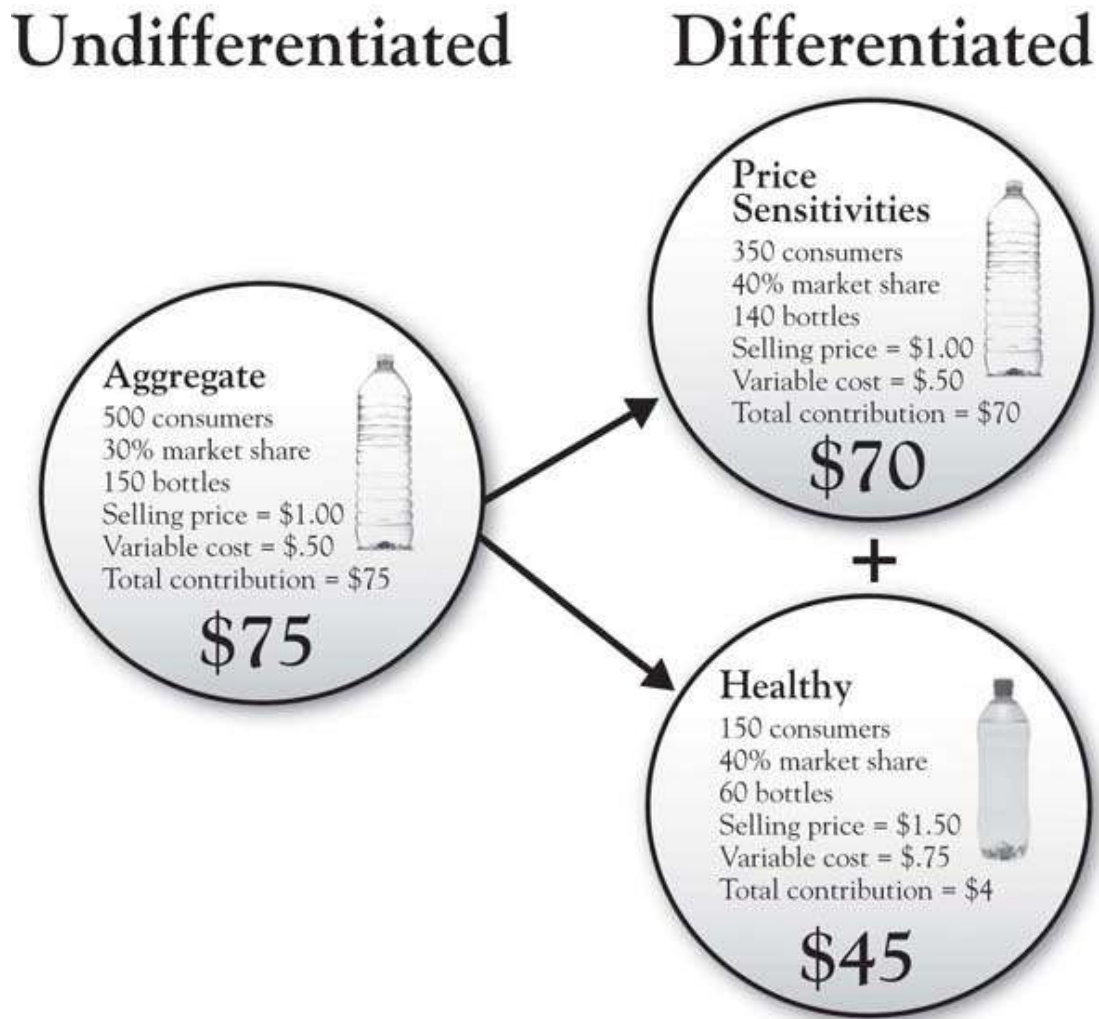 Undifferentiated
Differentiated
Aggregate
500 consumers
30% market share
150 bottles
Selling price = $1.00
Variable cost = $.50
Total contribution = $75
$75
Price
Sensitivities
350 consumers
40% market share
140 bottles
Selling price = $1.00
Variable cost = $.50
Total contribution = $70
$70
+
Healthy
150 consumers
40% market share
60 bottles
Selling price = $1.50
Variable cost = $.75
Total contribution = $4
$45